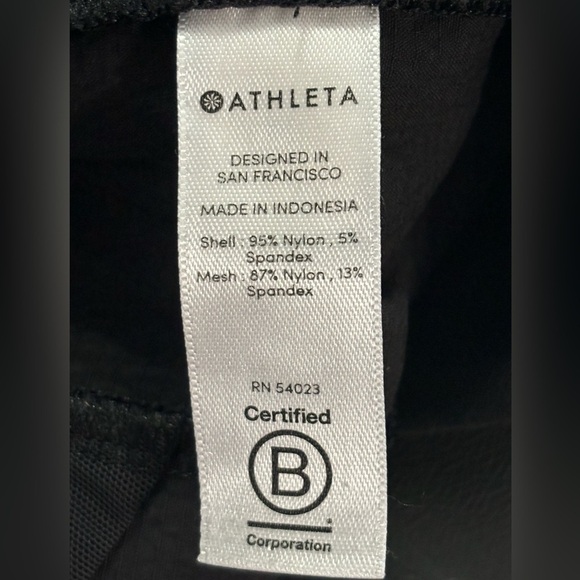 ATHLETA
DESIGNED IN
SAN FRANCISCO
MADE IN INDONESIA
Shell : 95% Nylon , 5%
Spandex
Mesh : 87% Nylon , 13%
Spandex
RN 54023
Certified
B
Corporation